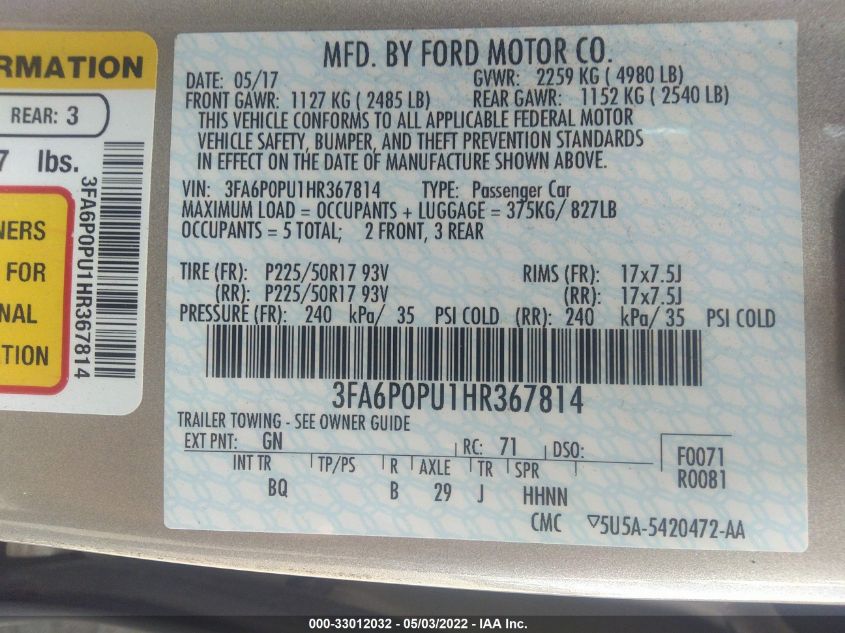 RMATION
REAR: 3
7 lbs.
NERS
FOR
NAL
TION
3FA6P0PU1HR367814
MFD. BY FORD MOTOR CO.
DATE: 05/17 GVWR: 2259 KG ( 4980 LB)
FRONT GAWR: 1127 KG ( 2485 LB) REAR GAWR: 1152 KG ( 2540 LB)
THIS VEHICLE CONFORMS TO ALL APPLICABLE FEDERAL MOTOR
VEHICLE SAFETY, BUMPER, AND THEFT PREVENTION STANDARDS
IN EFFECT ON THE DATE OF MANUFACTURE SHOWN ABOVE.
VIN: 3FA6P0PU1HR367814 TYPE: Passenger Car
MAXIMUM LOAD = OCCUPANTS + LUGGAGE = 375KG/ 827LB
OCCUPANTS = 5 TOTAL; 2 FRONT, 3 REAR
TIRE (FR): P225/50R17 93V RIMS (FR): 17x7.5J
(RR): P225/50R17 93V (RR): 17x7.5J
PRESSURE (FR): 240 kPa/ 35 PSI COLD (RR): 240 kPa/ 35 PSI COLD
3FA6P0PU1HR367814
TRAILER TOWING - SEE OWNER GUIDE
EXT PNT: GN RC: 71 DSO:
F0071
R0081
INT TR TP/PS R AXLE TR SPR
BQ B 29 J HHNN
CMC ▽5U5A-5420472-AA
000-33012032 - 05/03/2022 - IAA Inc.